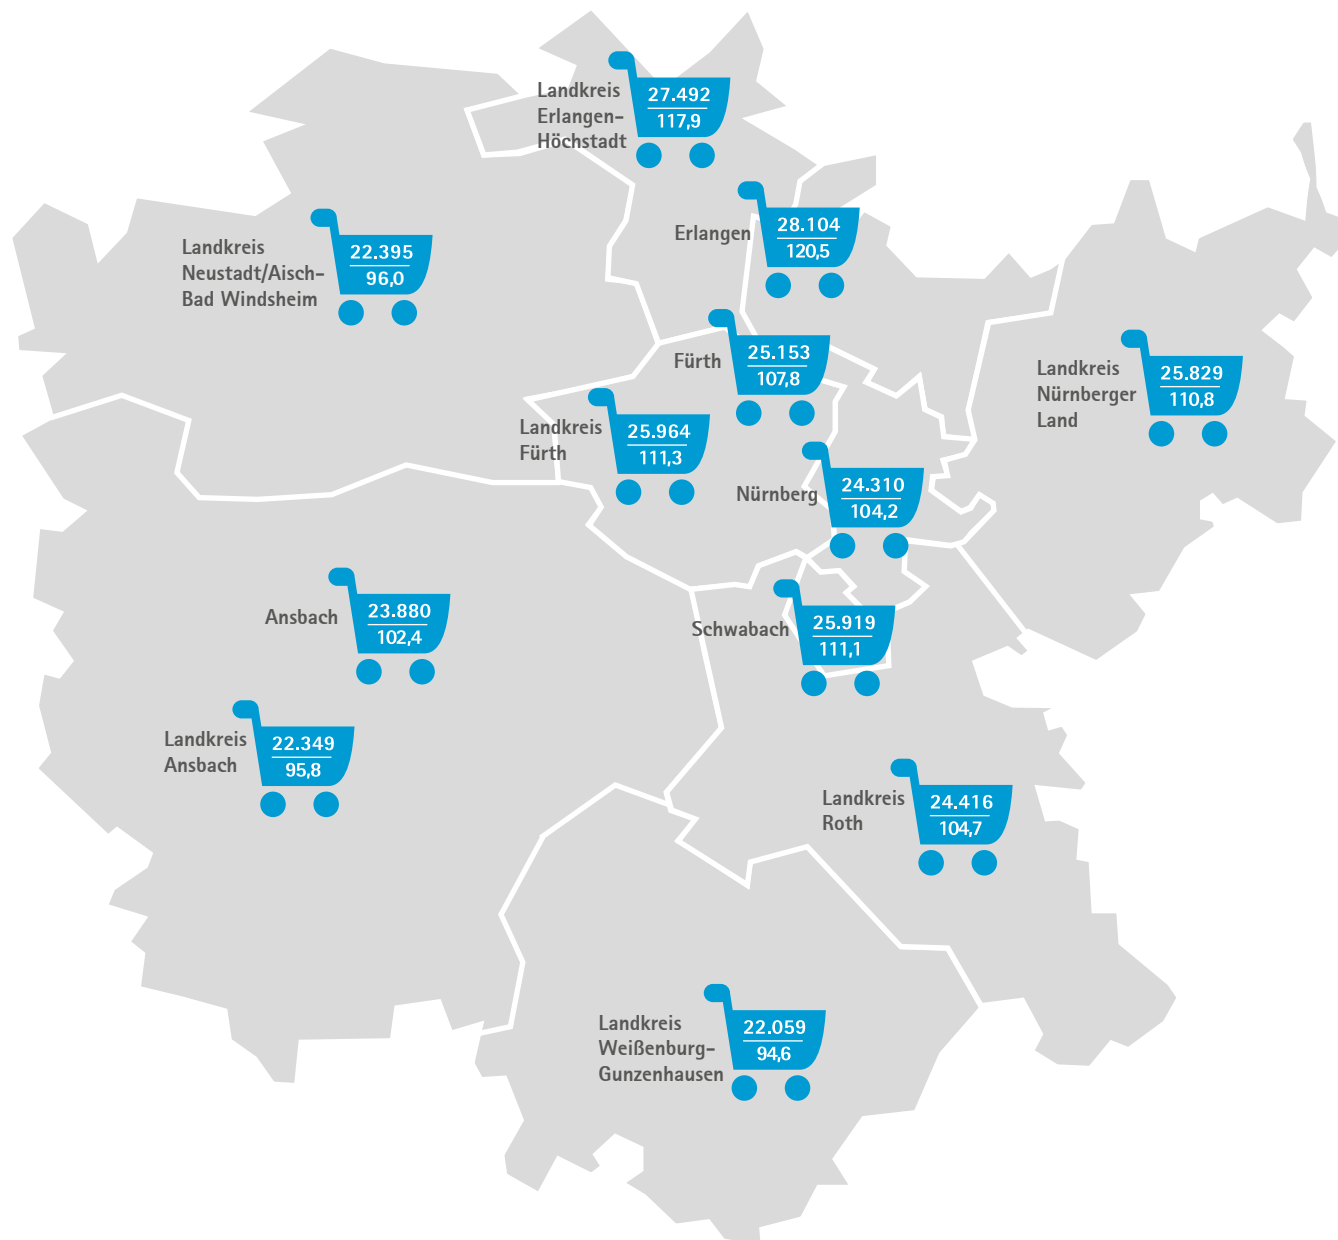 Landkreis
Erlangen-
Höchstadt
27.492
117,9
Erlangen
28.104
120,5
Landkreis
Neustadt/Aisch-
Bad Windsheim
22.395
96,0
Fürth
25.153
107,8
Landkreis
Nürnberger
Land
25.829
110,8
Landkreis
Fürth
25.964
111,3
Nürnberg
24.310
104,2
Ansbach
23.880
102,4
Schwabach
25.919
111,1
Landkreis
Ansbach
22.349
95,8
Landkreis
Roth
24.416
104,7
Landkreis
Weißenburg-
Gunzenhausen
22.059
94,6